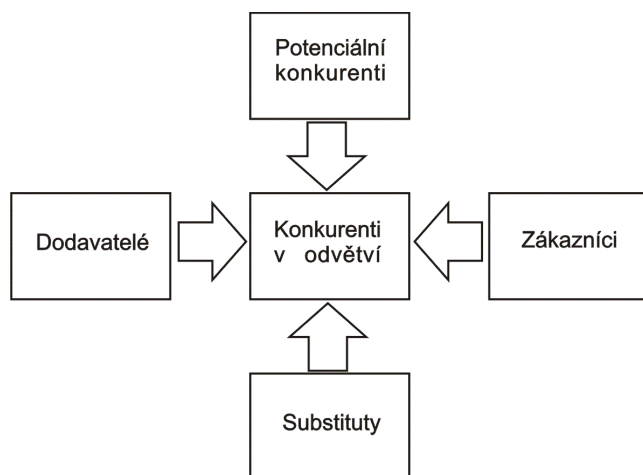 Potenciální
konkurenti
Dodavatelé
Konkurenti
v odvětví
Zákazníci
Substituty